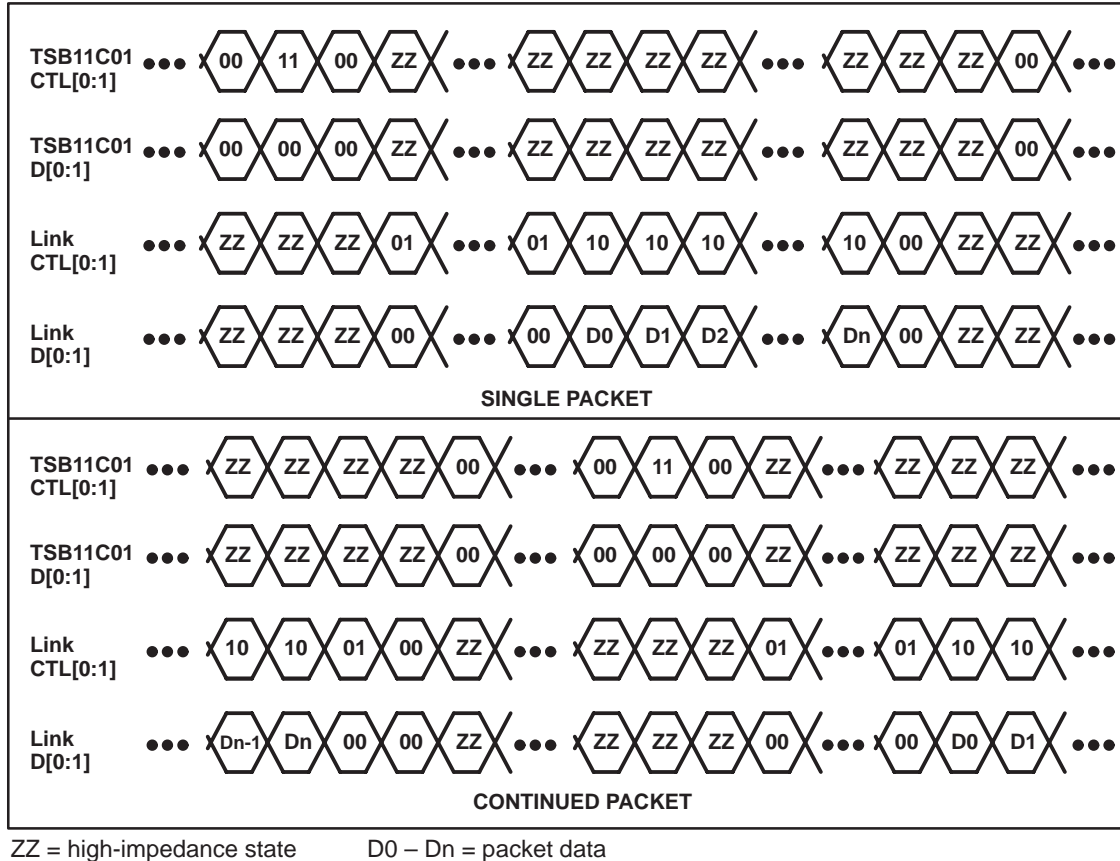 TSB11C01
CTL[0:1]
••• 00 11 00 ZZ ••• ZZ ZZ ZZ ZZ ••• ZZ ZZ ZZ 00 •••
TSB11C01
D[0:1]
••• 00 00 00 ZZ ••• ZZ ZZ ZZ ZZ ••• ZZ ZZ ZZ 00 •••
Link
CTL[0:1]
••• ZZ ZZ ZZ 01 ••• 01 10 10 10 ••• 10 00 ZZ ZZ •••
Link
D[0:1]
••• ZZ ZZ ZZ 00 ••• 00 D0 D1 D2 ••• Dn 00 ZZ ZZ •••
SINGLE PACKET
TSB11C01
CTL[0:1]
••• ZZ ZZ ZZ ZZ 00 ••• 00 11 00 ZZ ••• ZZ ZZ ZZ •••
TSB11C01
D[0:1]
••• ZZ ZZ ZZ ZZ 00 ••• 00 00 00 ZZ ••• ZZ ZZ ZZ •••
Link
CTL[0:1]
••• 10 10 01 00 ZZ ••• ZZ ZZ ZZ 01 ••• 01 10 10 •••
Link
D[0:1]
••• Dn-1 Dn 00 00 ZZ ••• ZZ ZZ ZZ 00 ••• 00 D0 D1 •••
CONTINUED PACKET
ZZ = high-impedance state D0 – Dn = packet data